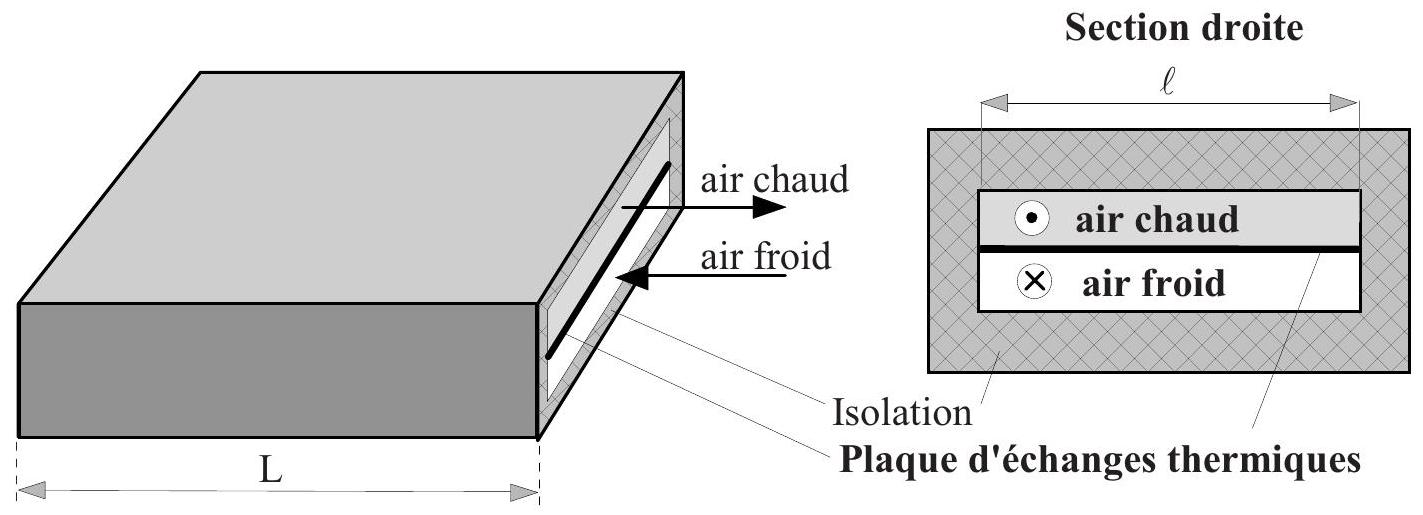 Section droite
ℓ
air chaud
air froid
air chaud
air froid
Isolation
Plaque d'échanges thermiques
L